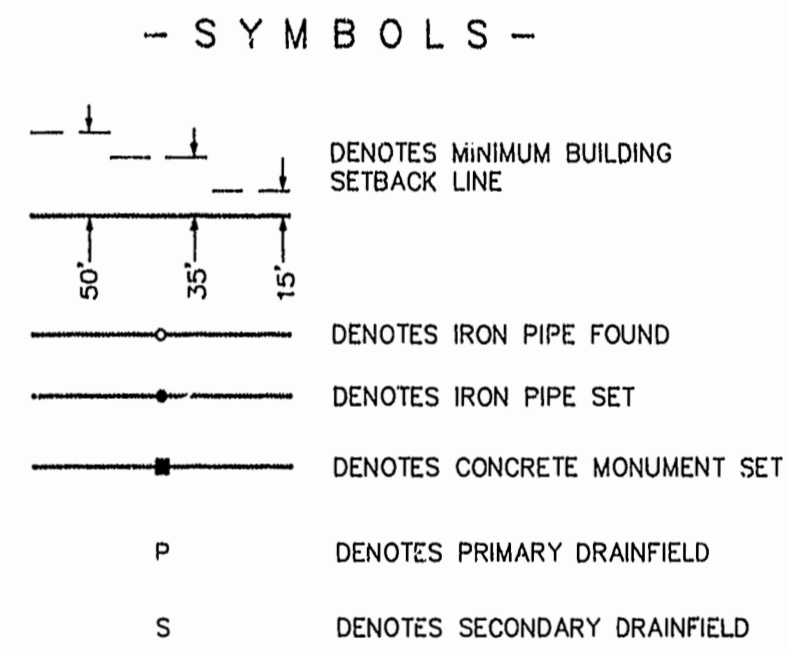 - S Y M B O L S -
DENOTES MINIMUM BUILDING
SETBACK LINE
50' 35' 15'
DENOTES IRON PIPE FOUND
DENOTES IRON PIPE SET
DENOTES CONCRETE MONUMENT SET
P DENOTES PRIMARY DRAINFIELD
S DENOTES SECONDARY DRAINFIELD